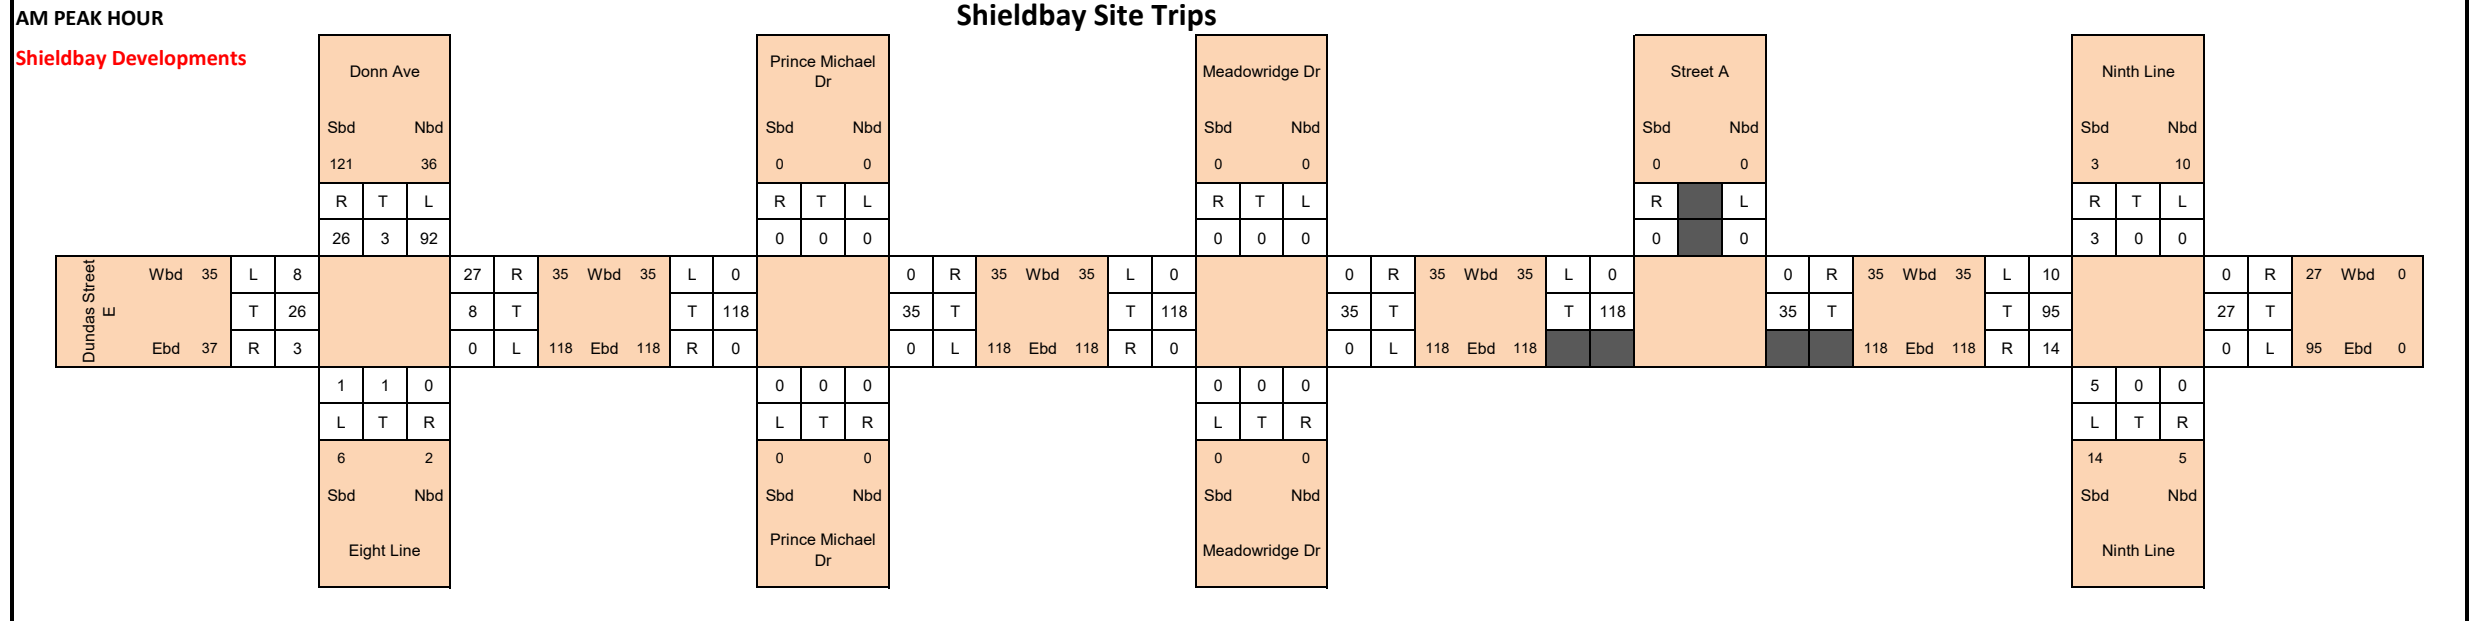 AM PEAK HOUR
Shieldbay Site Trips
Shieldbay Developments
Donn Ave
Prince Michael
Dr
Meadowridge Dr
Street A
Ninth Line
Sbd Nbd Sbd Nbd Sbd Nbd Sbd Nbd Sbd Nbd
121 36 0 0 0 0 0 0 3 10
R T L R T L R T L R L R T L
26 3 92 0 0 0 0 0 0 0 0 3 0 0
Dundas Street
E
Wbd 35 L 8 27 R 35 Wbd 35 L 0 0 R 35 Wbd 35 L 0 0 R 35 Wbd 35 L 0 0 R 35 Wbd 35 L 10 0 R 27 Wbd 0
T 26 8 T T 118 35 T T 118 35 T T 118 35 T T 95 27 T
Ebd 37 R 3 0 L 118 Ebd 118 R 0 0 L 118 Ebd 118 R 0 0 L 118 Ebd 118 118 Ebd 118 R 14 0 L 95 Ebd 0
1 1 0 0 0 0 0 0 0 5 0 0
L T R L T R L T R L T R
6 2 0 0 0 0 14 5
Sbd Nbd Sbd Nbd Sbd Nbd Sbd Nbd
Eight Line
Prince Michael
Dr
Meadowridge Dr
Ninth Line